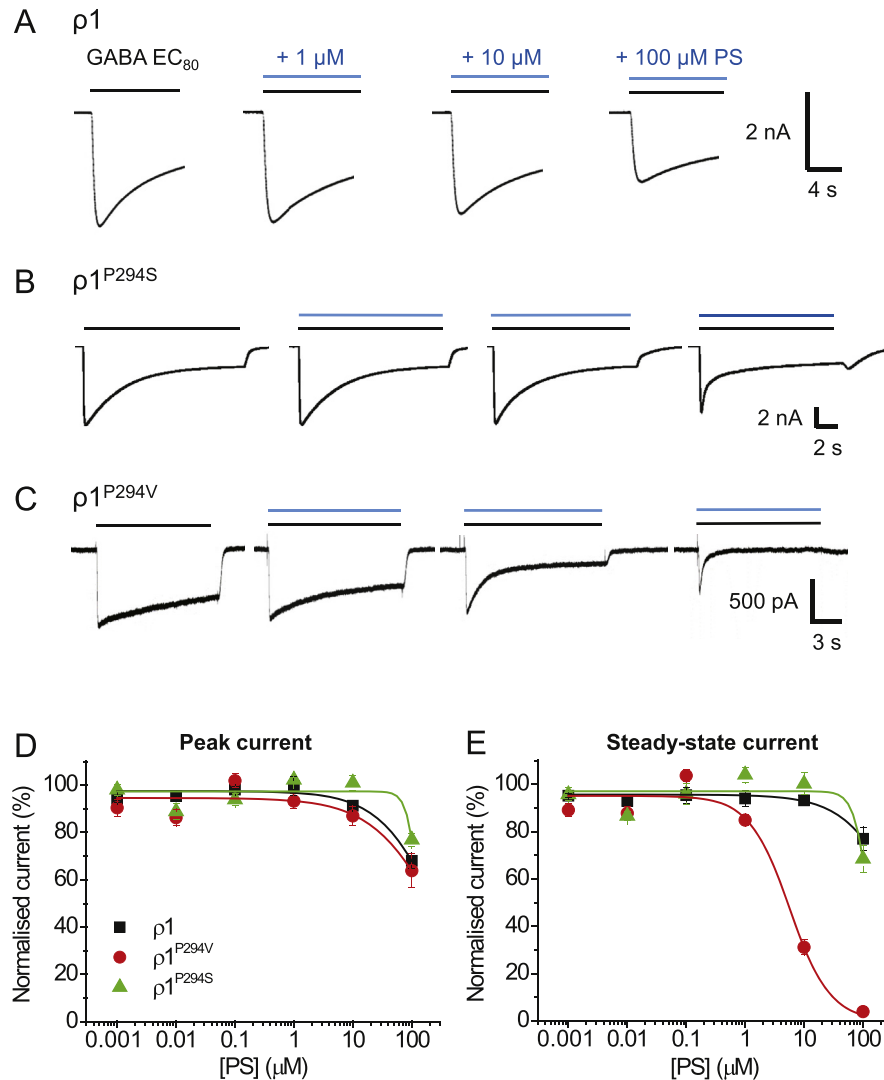 A ρ1
GABA EC80 + 1 µM + 10 µM + 100 µM PS
2 nA
4 s
B ρ1P294S
2 nA
2 s
C ρ1P294V
500 pA
3 s
D Peak current
Normalised current (%)
100
80
60
40
20
0
ρ1
ρ1P294V
ρ1P294S
0.001 0.01 0.1 1 10 100
[PS] (µM)
E Steady-state current
Normalised current (%)
100
80
60
40
20
0
0.001 0.01 0.1 1 10 100
[PS] (µM)